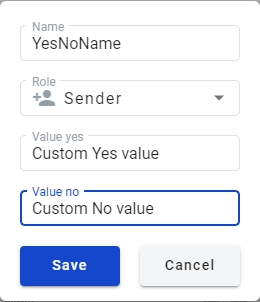 Name
YesNoName
Role
Sender
Value yes
Custom Yes value
Value no
Custom No value
Save Cancel